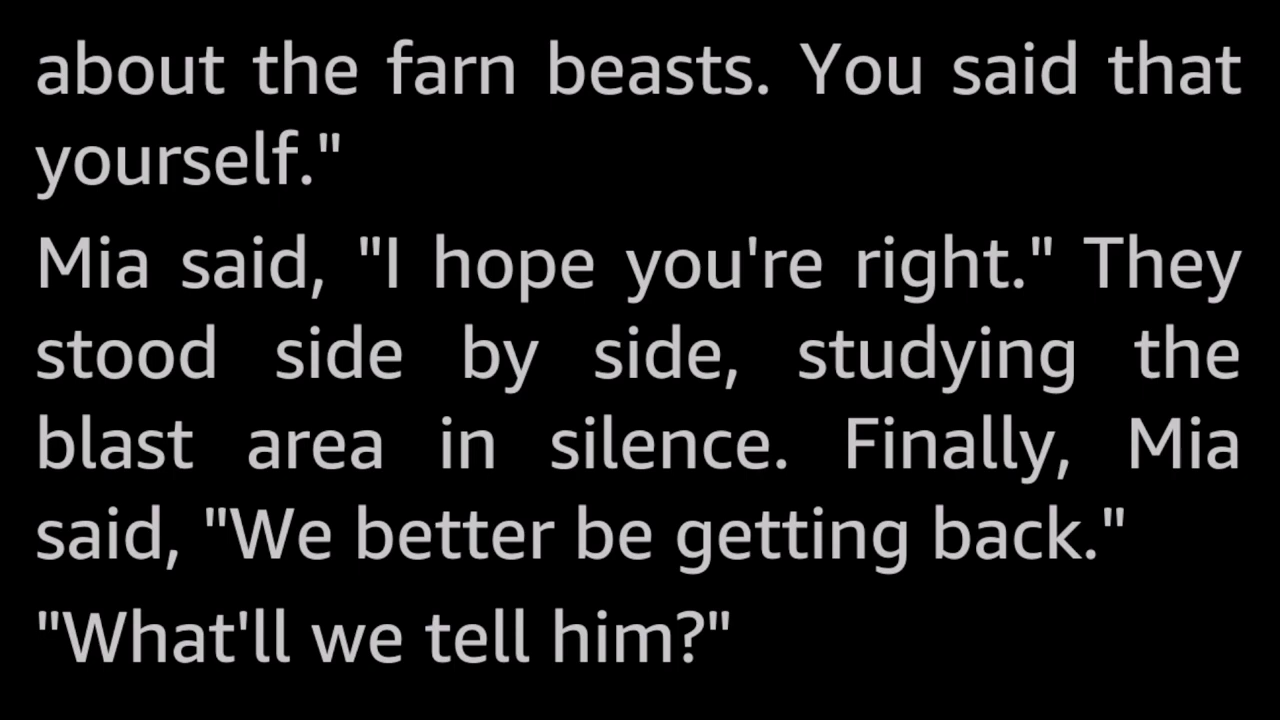 about the farn beasts. You said that
yourself."
Mia said, "I hope you're right." They
stood side by side, studying the
blast area in silence. Finally, Mia
said, "We better be getting back."
"What'll we tell him?"